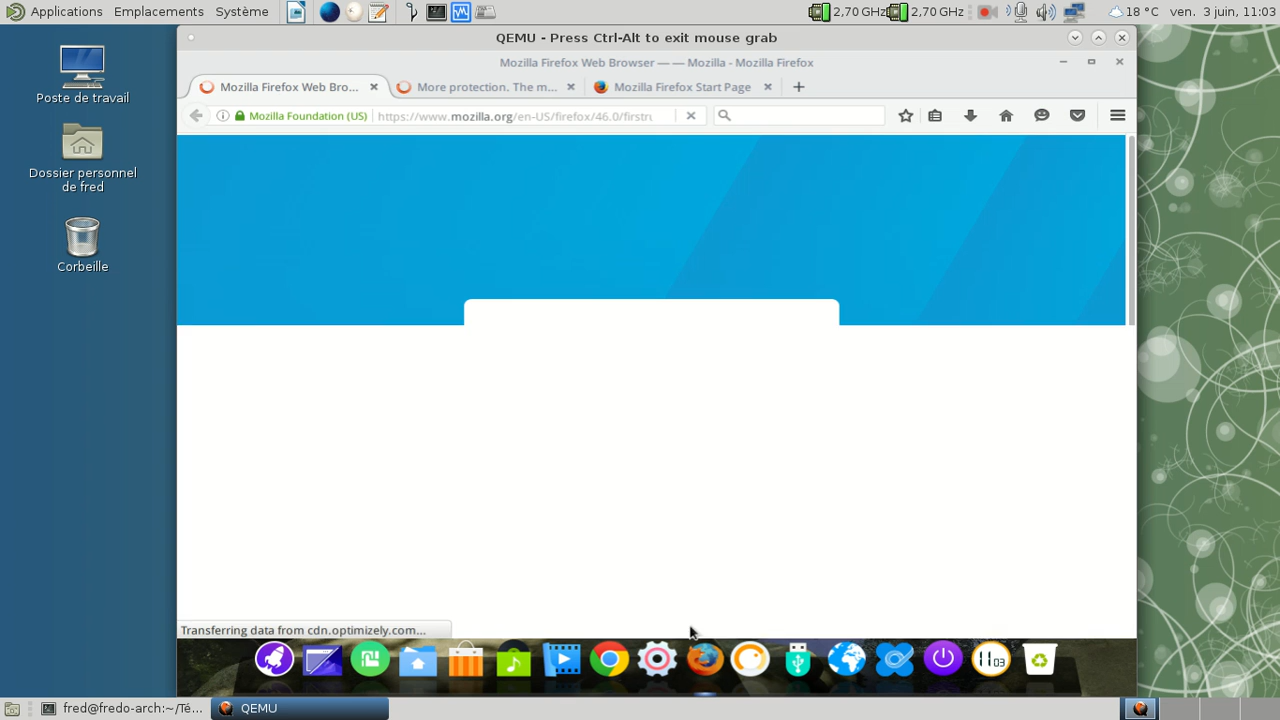 Applications Emplacements Système 2,70 GHz 2,70 GHz 18 °C ven. 3 juin, 11:03
QEMU - Press Ctrl-Alt to exit mouse grab
Mozilla Firefox Web Browser — — Mozilla - Mozilla Firefox
Mozilla Firefox Web Bro... More protection. The m... Mozilla Firefox Start Page
Mozilla Foundation (US) https://www.mozilla.org/en-US/firefox/46.0/firstru
Poste de travail
Dossier personnel
de fred
Corbeille
Transferring data from cdn.optimizely.com...
11 03
fred@fredo-arch:~/Té... QEMU